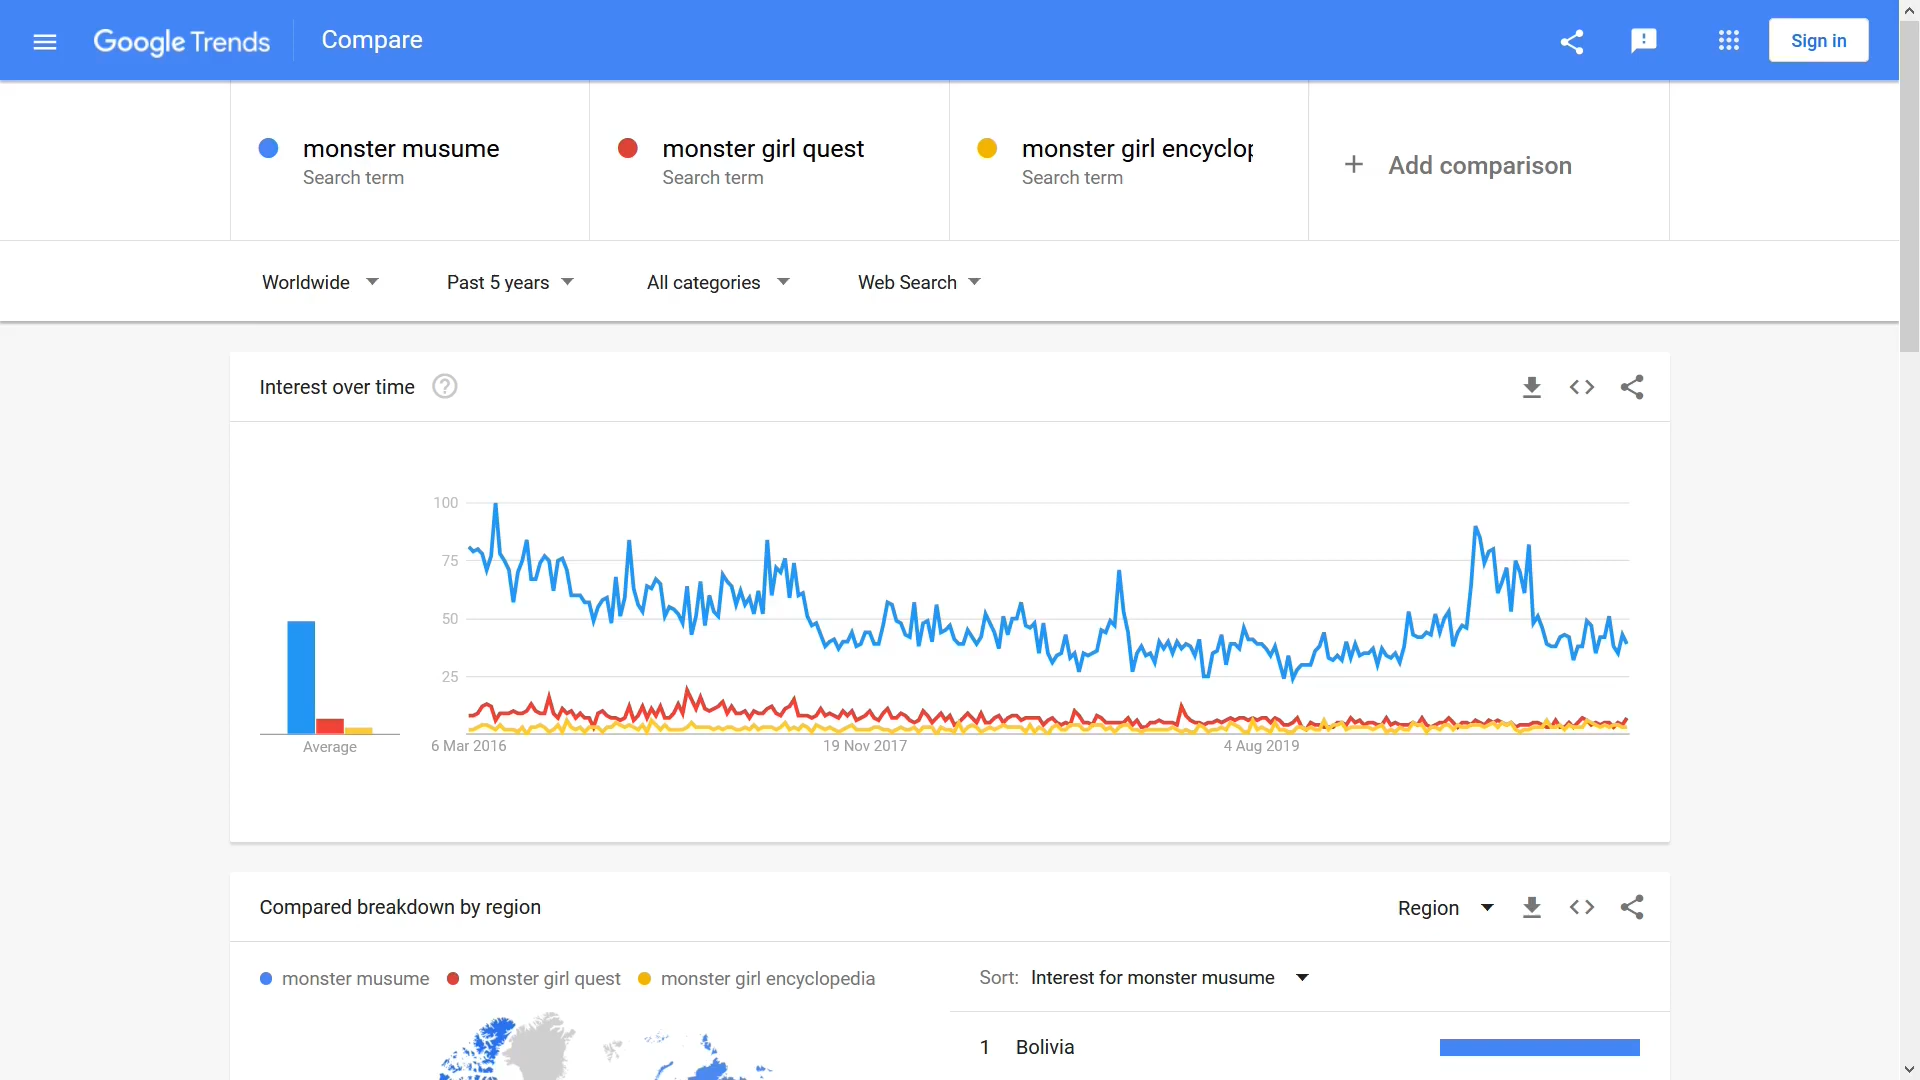 Google Trends
Compare
Sign in
monster musume
Search term
monster girl quest
Search term
monster girl encyclop
Search term
+ Add comparison
Worldwide
Past 5 years
All categories
Web Search
Interest over time
?
100
75
50
25
Average
6 Mar 2016
19 Nov 2017
4 Aug 2019
Compared breakdown by region
Region
monster musume
monster girl quest
monster girl encyclopedia
Sort: Interest for monster musume
1 Bolivia